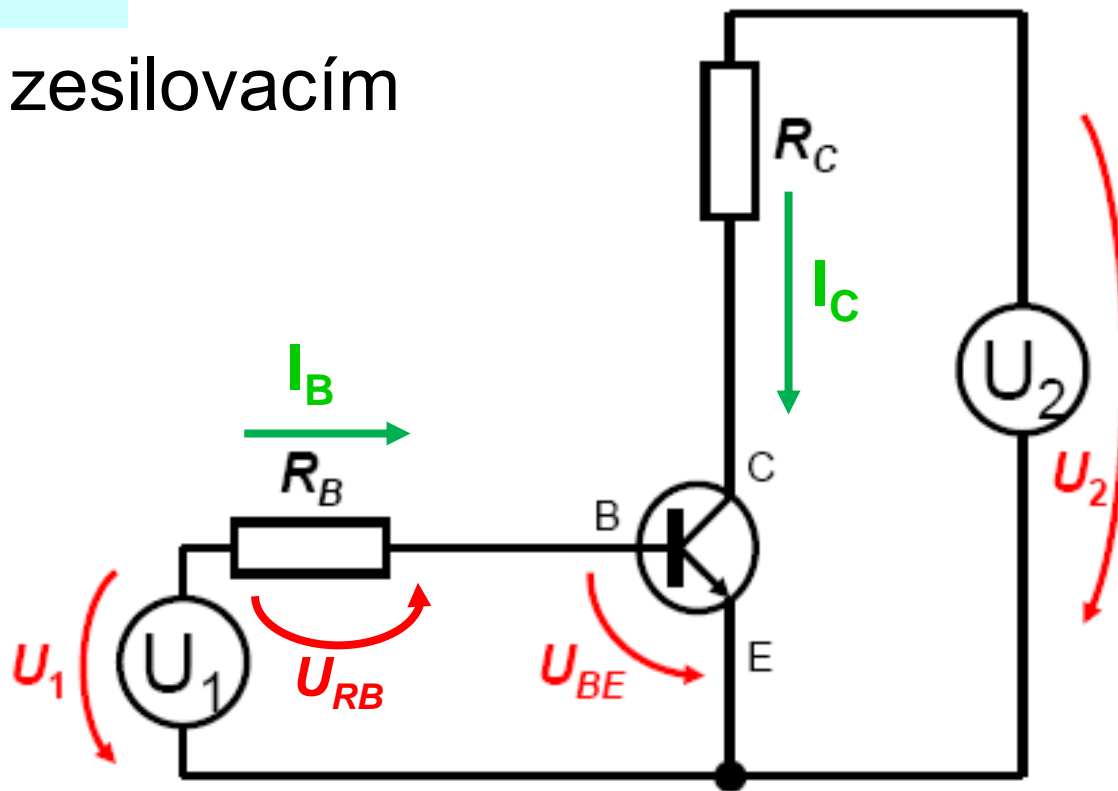 zesilovacím
R_C
I_C
I_B
R_B
U_2
U_2
C
B
U_1
U_1
U_RB
U_BE
E